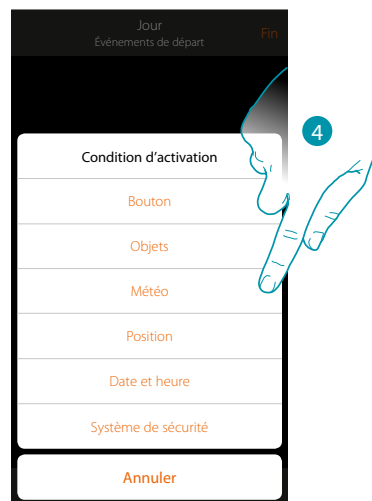 Jour
Événements de départ
Fin
4
Condition d'activation
Bouton
Objets
Météo
Position
Date et heure
Système de sécurité
Annuler